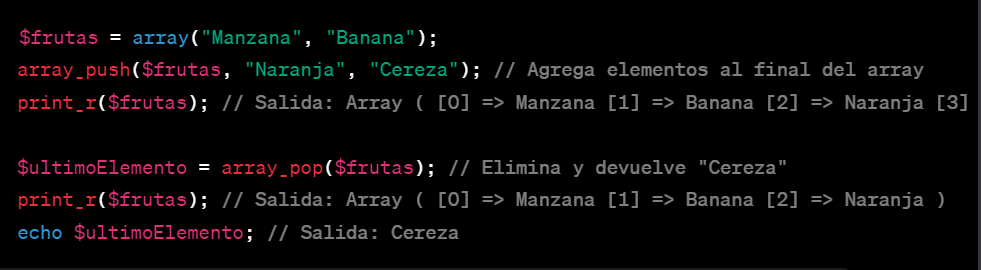 $frutas = array("Manzana", "Banana");
array_push($frutas, "Naranja", "Cereza"); // Agrega elementos al final del array
print_r($frutas); // Salida: Array ( [0] => Manzana [1] => Banana [2] => Naranja [3]
$ultimoElemento = array_pop($frutas); // Elimina y devuelve "Cereza"
print_r($frutas); // Salida: Array ( [0] => Manzana [1] => Banana [2] => Naranja )
echo $ultimoElemento; // Salida: Cereza